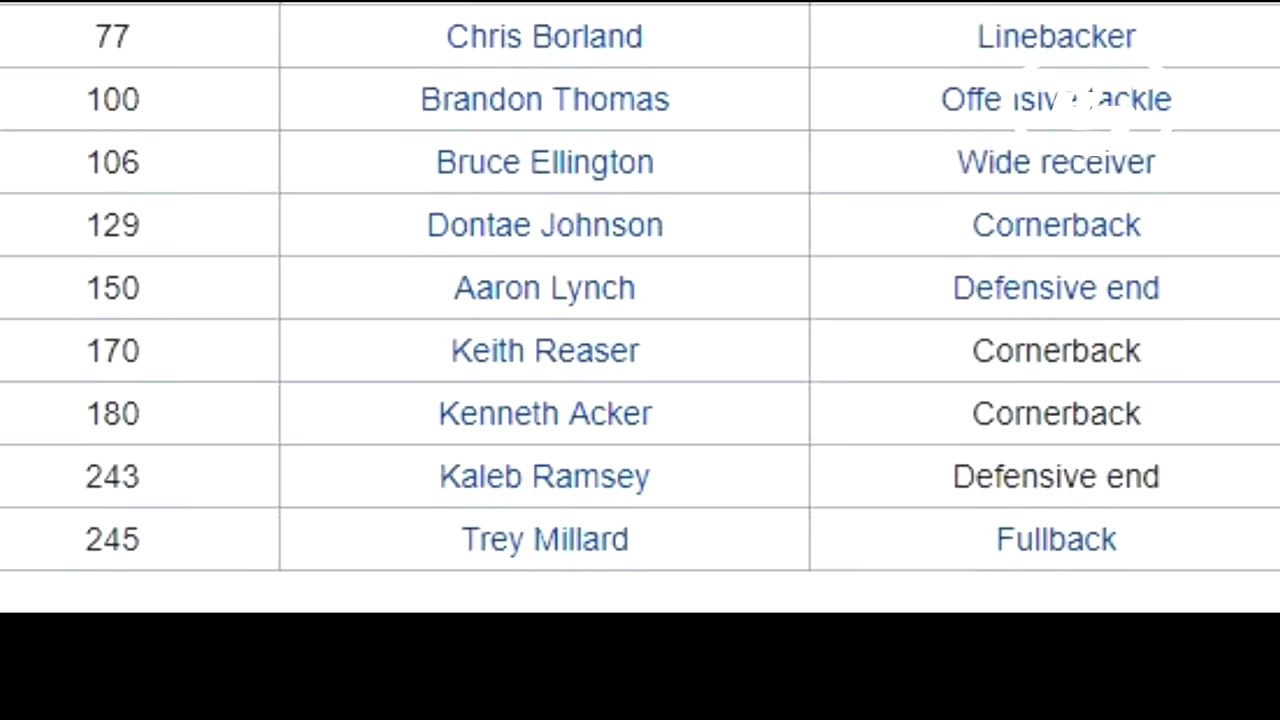 77 Chris Borland Linebacker
100 Brandon Thomas Offensive tackle
106 Bruce Ellington Wide receiver
129 Dontae Johnson Cornerback
150 Aaron Lynch Defensive end
170 Keith Reaser Cornerback
180 Kenneth Acker Cornerback
243 Kaleb Ramsey Defensive end
245 Trey Millard Fullback